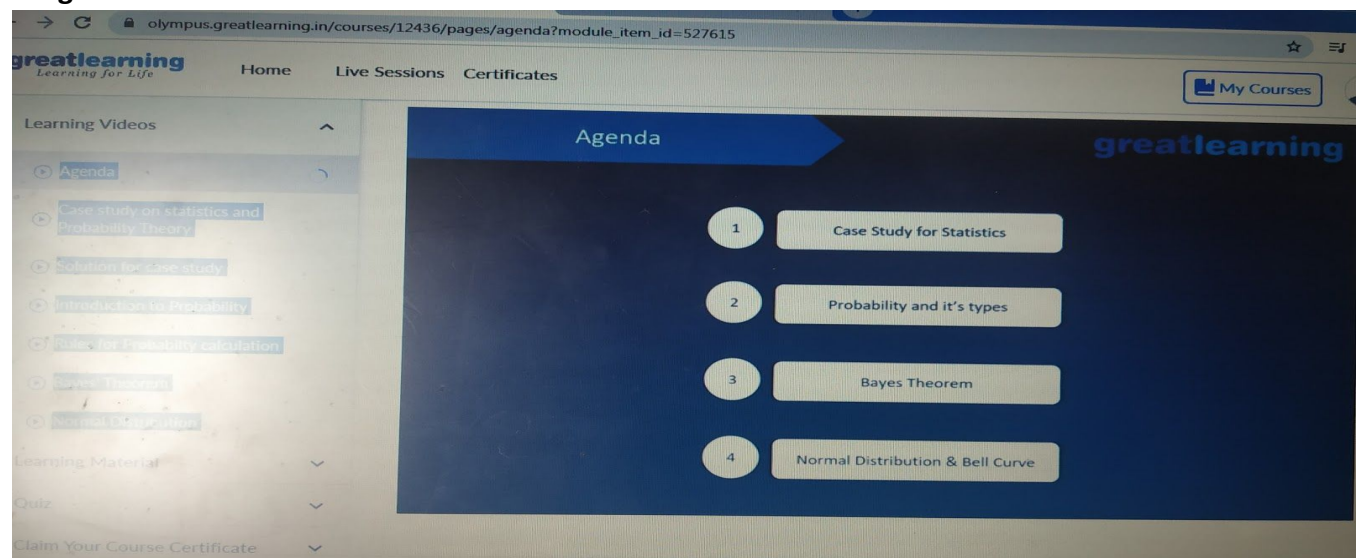 olympus.greatlearning.in/courses/12436/pages/agenda?module_item_id=527615
greatlearning
Learning for Life
Home
Live Sessions
Certificates
My Courses
Learning Videos
Agenda
Case study on statistics and
Probability Theory
Solution for case study
Introduction to Probability
Rules for Probabilty calculation
Bayes' Theorem
Normal Distribution
Learning Material
Quiz
Claim Your Course Certificate
Agenda
greatlearning
1 Case Study for Statistics
2 Probability and it's types
3 Bayes Theorem
4 Normal Distribution & Bell Curve